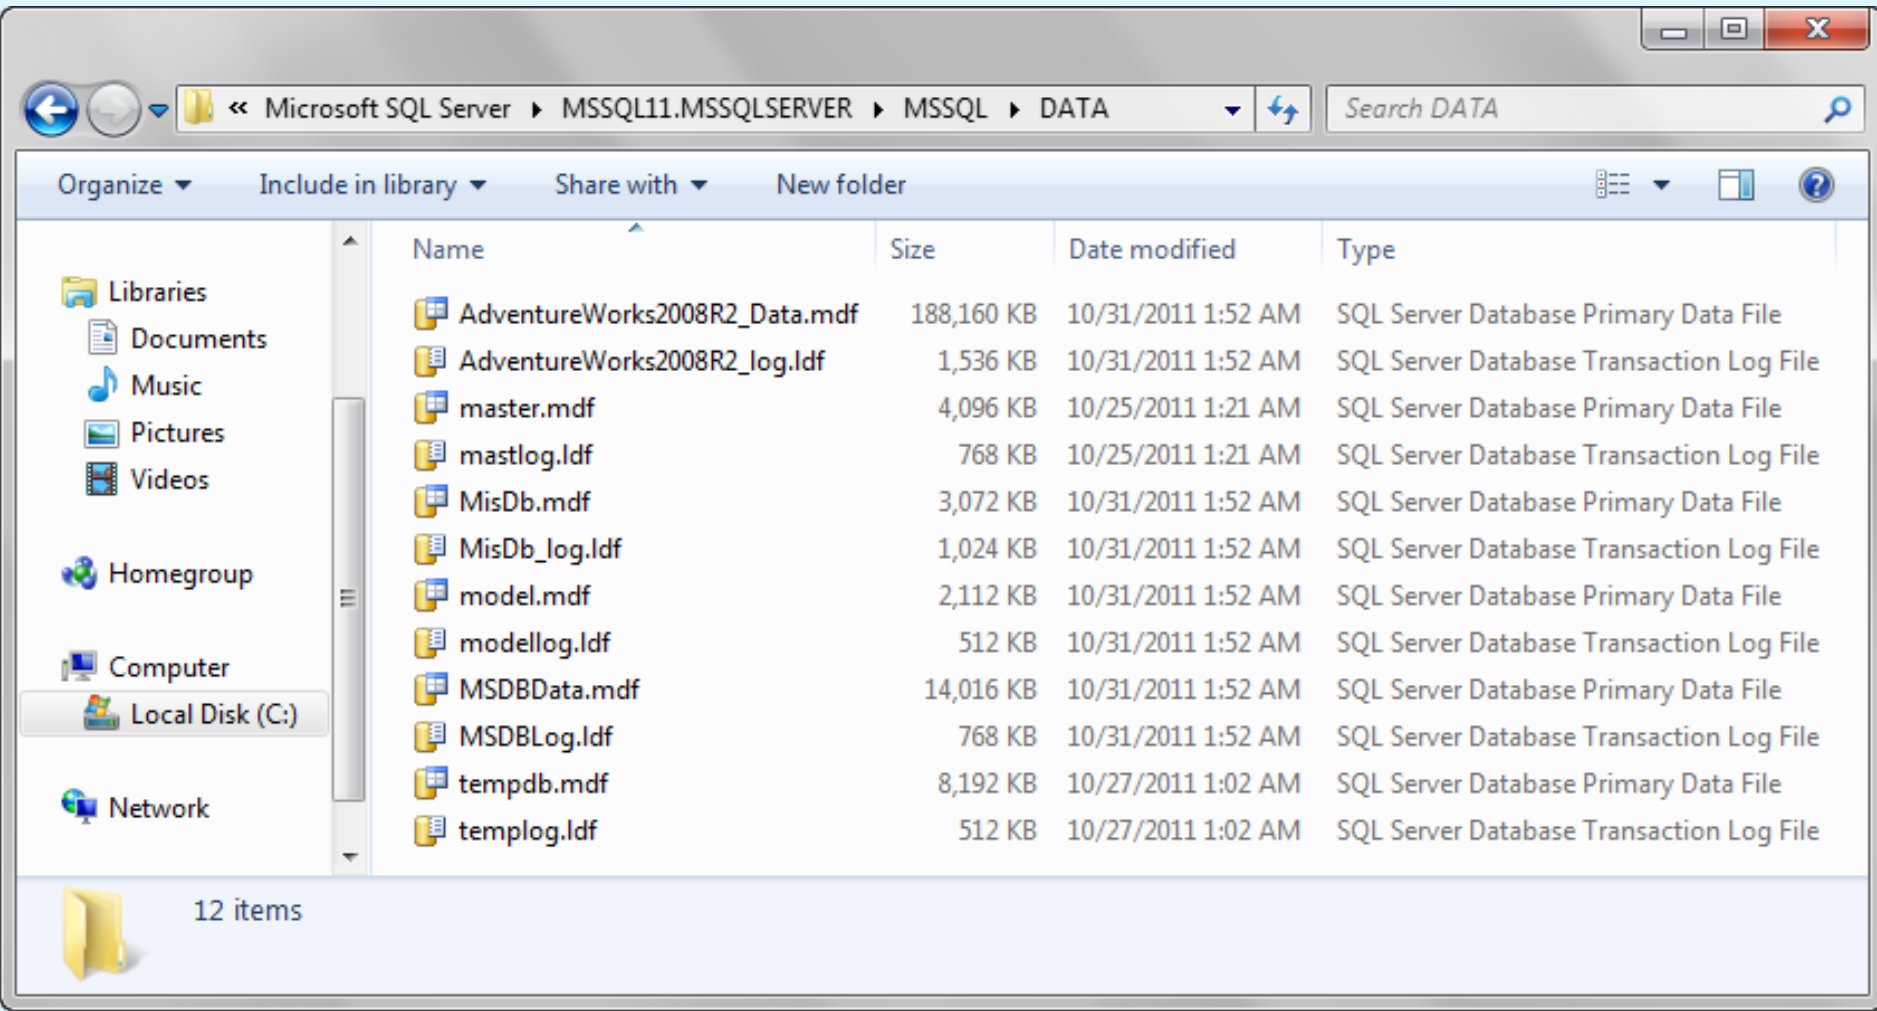 « Microsoft SQL Server ▸ MSSQL11.MSSQLSERVER ▸ MSSQL ▸ DATA Search DATA
Organize Include in library Share with New folder
Name Size Date modified Type
Libraries
Documents
Music
Pictures
Videos
Homegroup
Computer
Local Disk (C:)
Network
AdventureWorks2008R2_Data.mdf 188,160 KB 10/31/2011 1:52 AM SQL Server Database Primary Data File
AdventureWorks2008R2_log.ldf 1,536 KB 10/31/2011 1:52 AM SQL Server Database Transaction Log File
master.mdf 4,096 KB 10/25/2011 1:21 AM SQL Server Database Primary Data File
mastlog.ldf 768 KB 10/25/2011 1:21 AM SQL Server Database Transaction Log File
MisDb.mdf 3,072 KB 10/31/2011 1:52 AM SQL Server Database Primary Data File
MisDb_log.ldf 1,024 KB 10/31/2011 1:52 AM SQL Server Database Transaction Log File
model.mdf 2,112 KB 10/31/2011 1:52 AM SQL Server Database Primary Data File
modellog.ldf 512 KB 10/31/2011 1:52 AM SQL Server Database Transaction Log File
MSDBData.mdf 14,016 KB 10/31/2011 1:52 AM SQL Server Database Primary Data File
MSDBLog.ldf 768 KB 10/31/2011 1:52 AM SQL Server Database Transaction Log File
tempdb.mdf 8,192 KB 10/27/2011 1:02 AM SQL Server Database Primary Data File
templog.ldf 512 KB 10/27/2011 1:02 AM SQL Server Database Transaction Log File
12 items